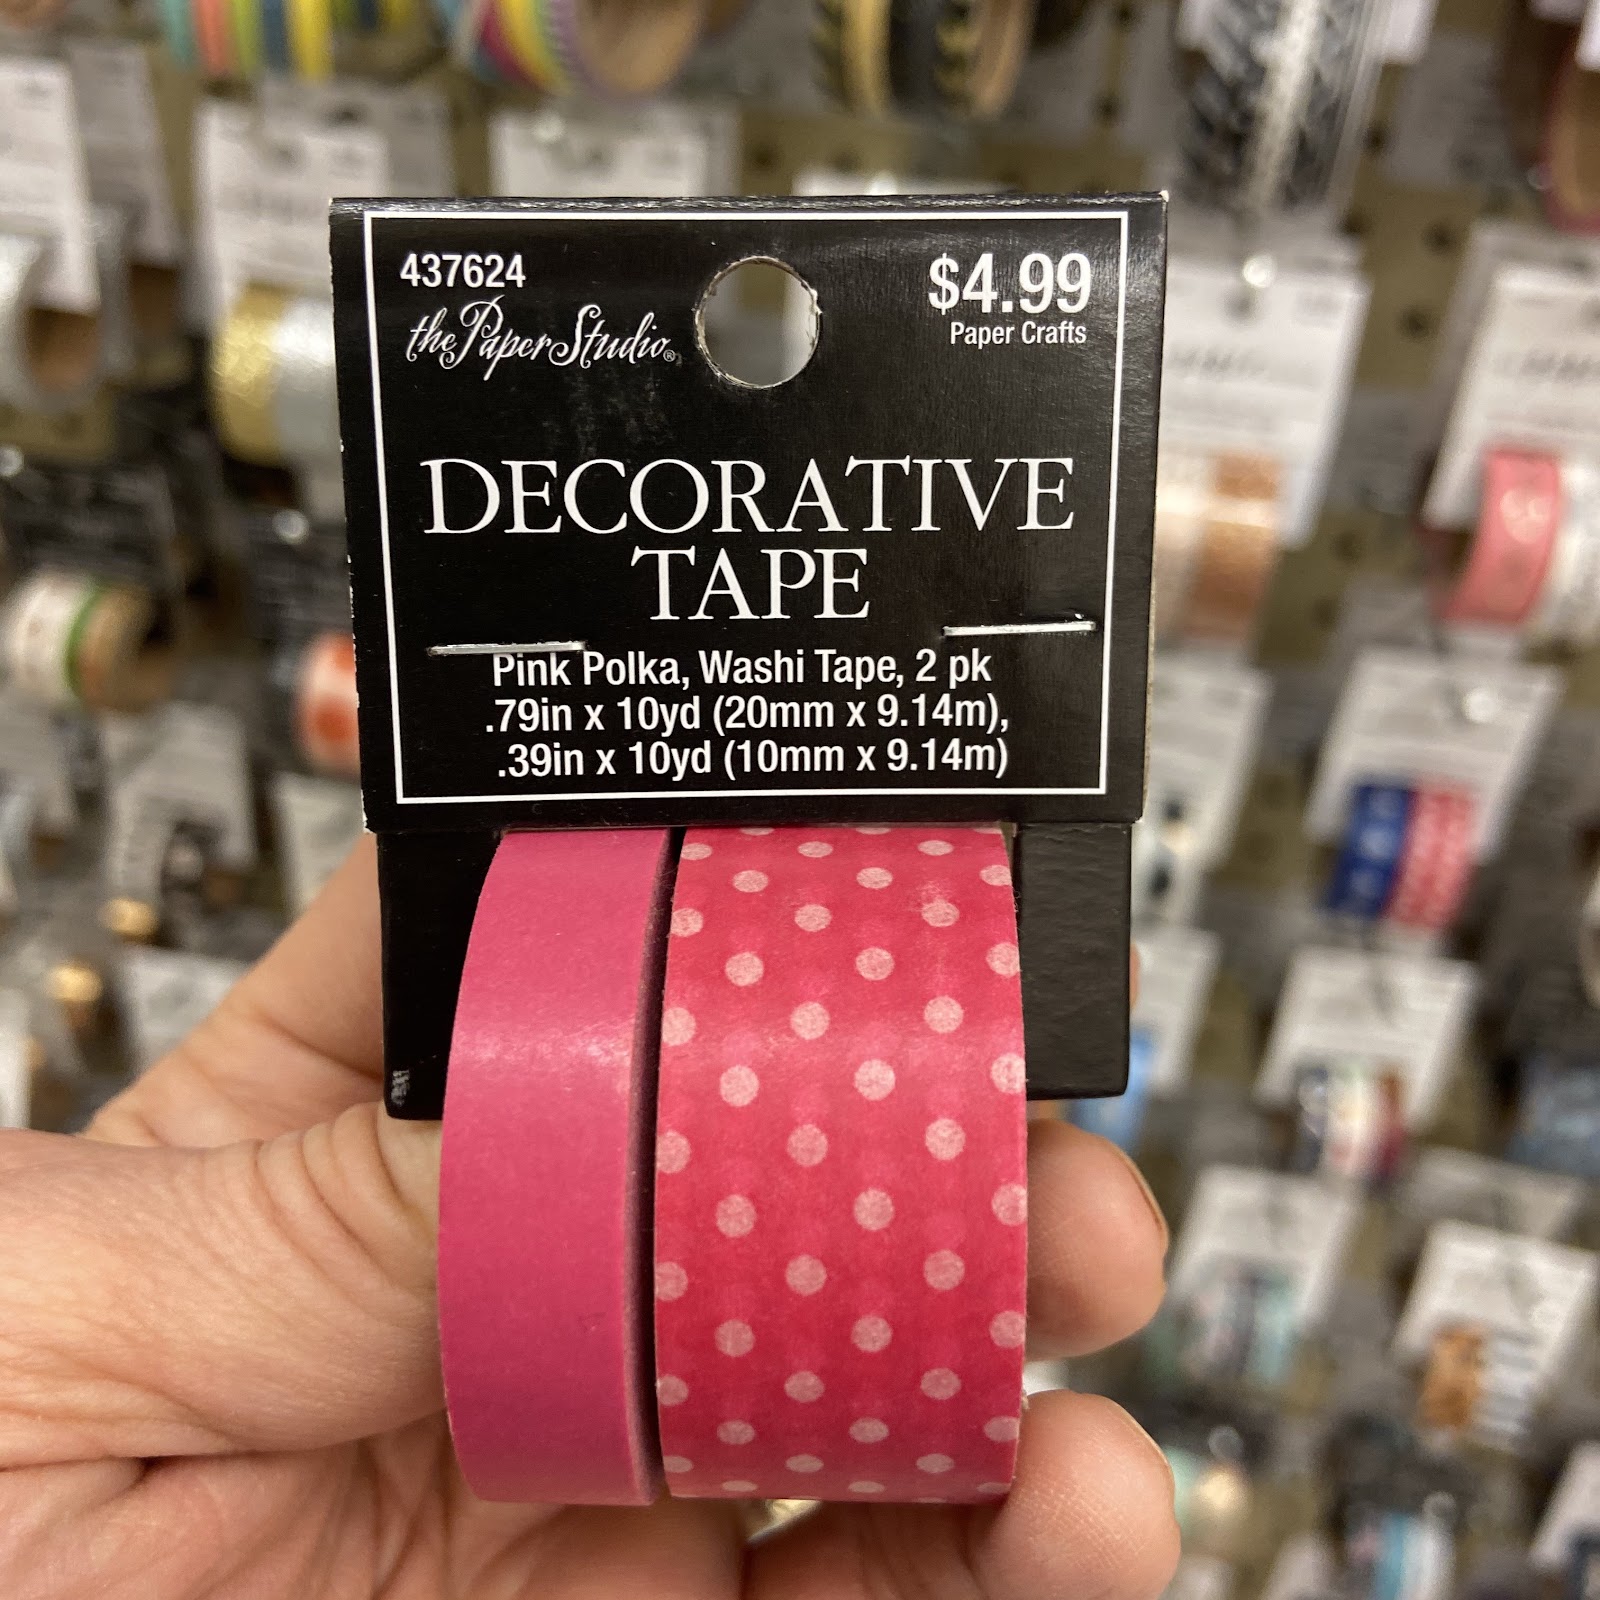 437624
the Paper Studio®
$4.99
Paper Crafts
DECORATIVE
TAPE
Pink Polka, Washi Tape, 2 pk
.79in x 10yd (20mm x 9.14m),
.39in x 10yd (10mm x 9.14m)